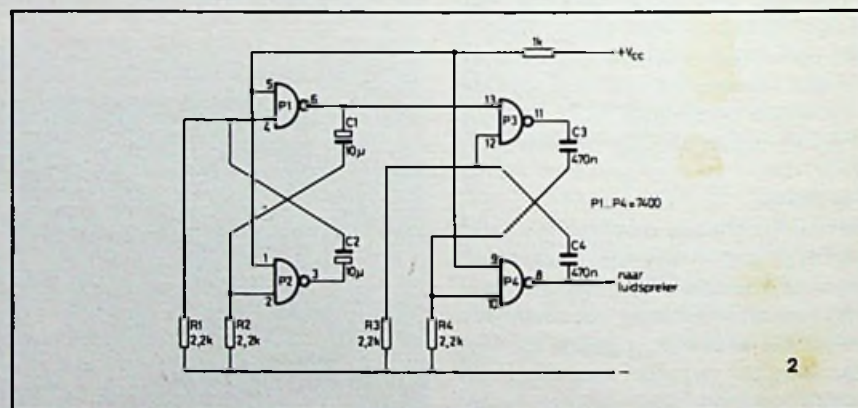 1k
+Vcc
5
P1
6
4
C1
10µ
13
P3
11
12
C3
470n
P1...P4=7400
C2
10µ
1
P2
3
2
C4
470n
9
P4
8
10
naar
luidspreker
R1
2,2k
R2
2,2k
R3
2,2k
R4
2,2k
–
2